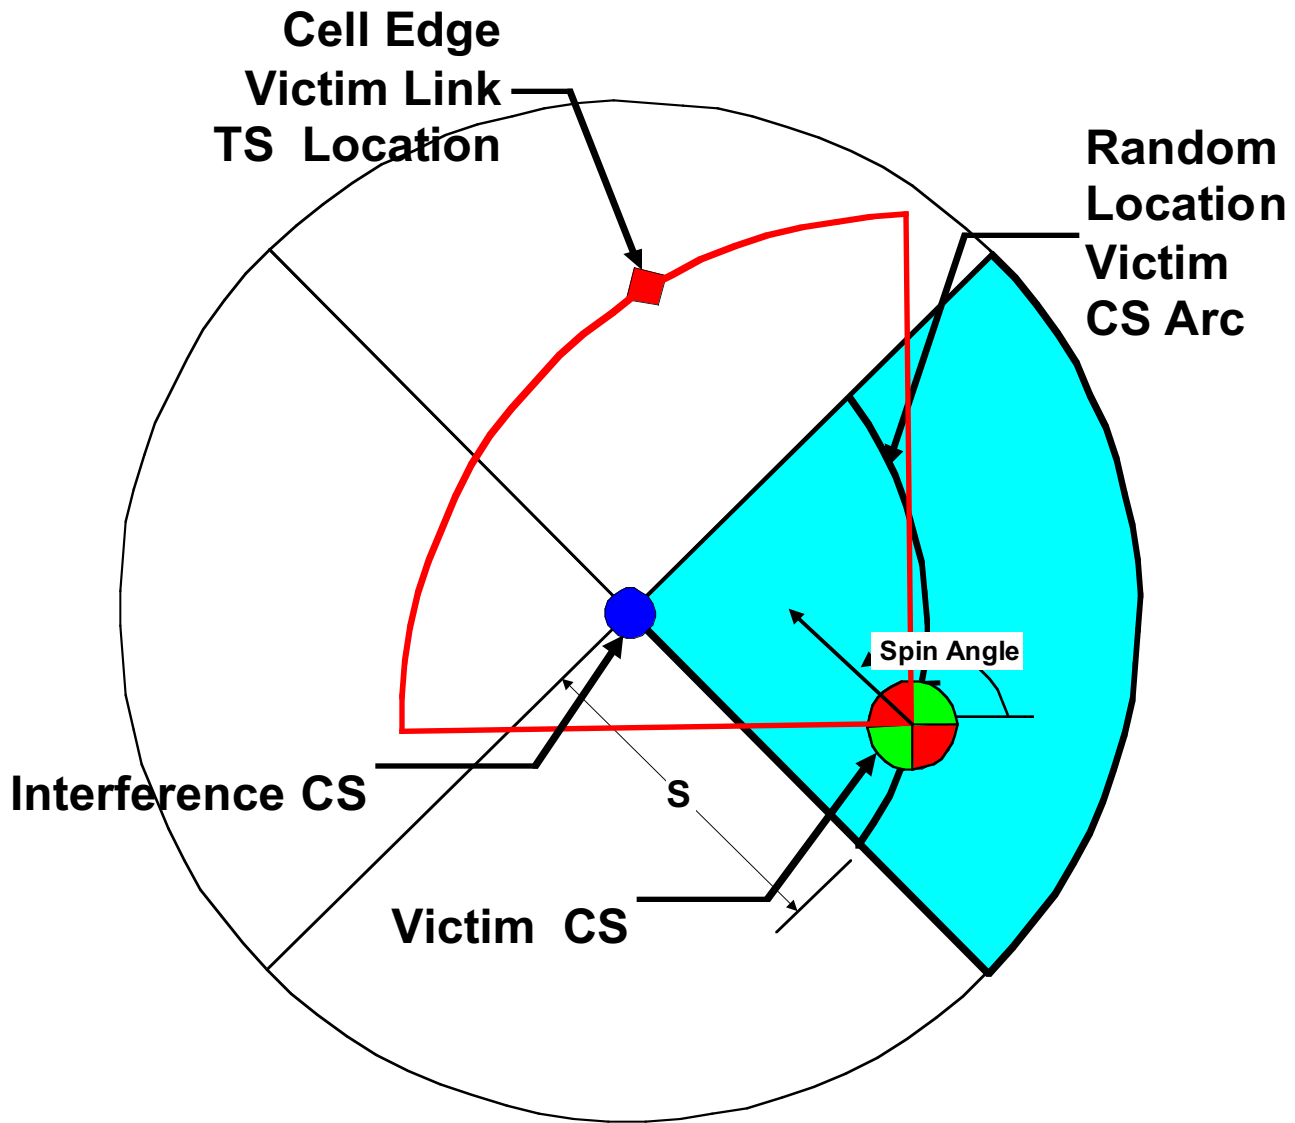 Cell Edge
Victim Link
TS Location
Random
Location
Victim
CS Arc
Spin Angle
Interference CS
S
Victim CS